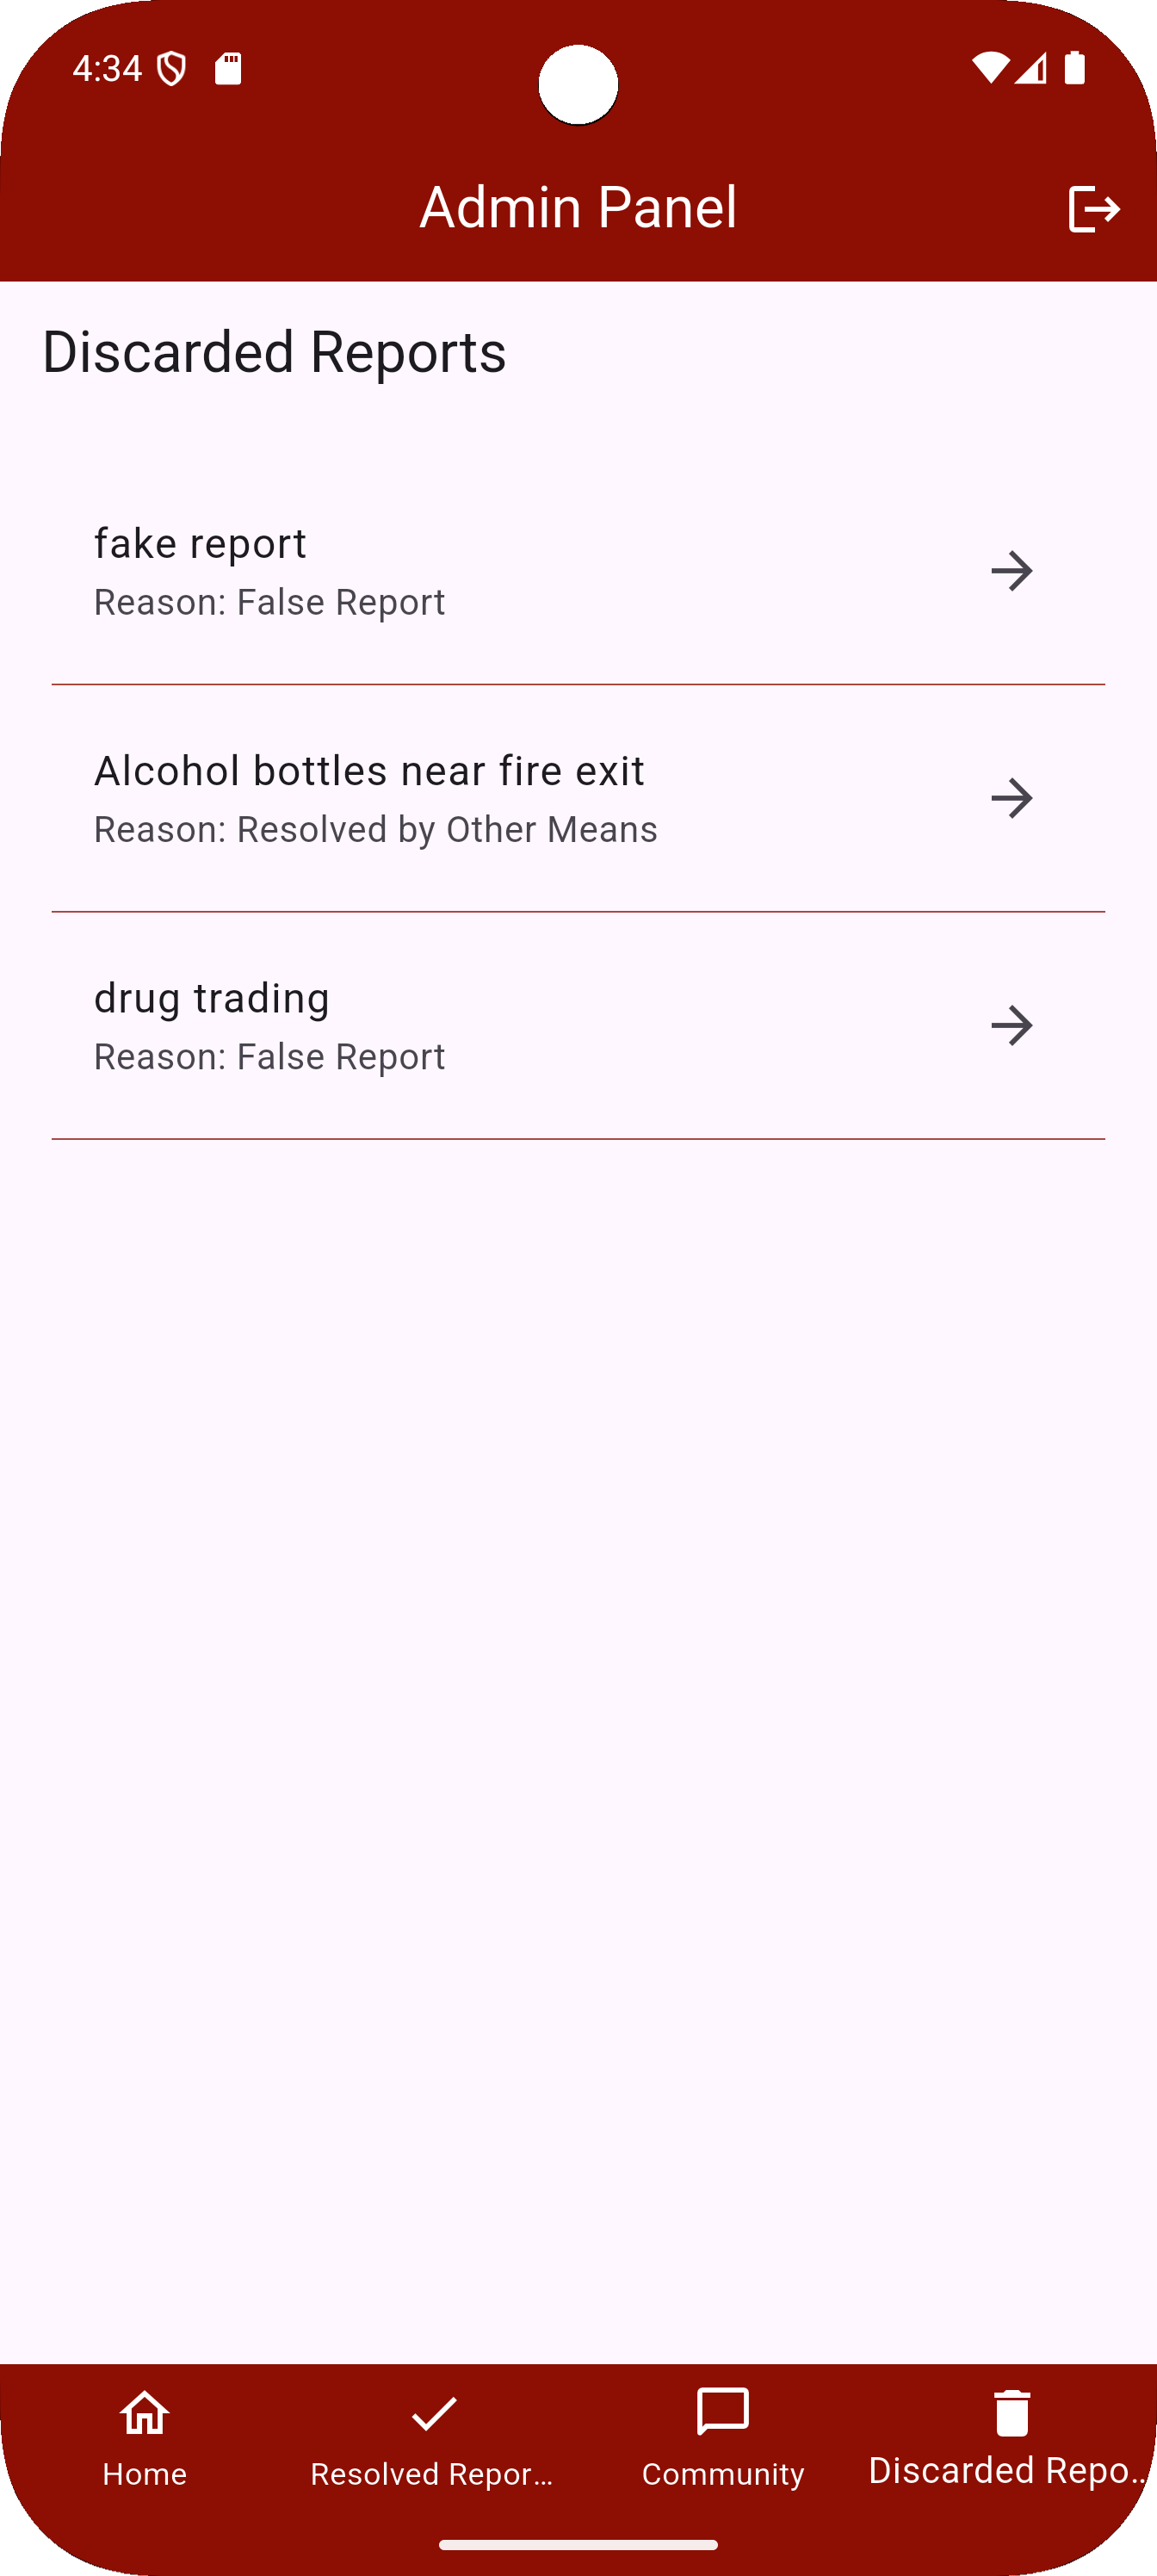 4:34
Admin Panel
Discarded Reports
fake report
Reason: False Report
Alcohol bottles near fire exit
Reason: Resolved by Other Means
drug trading
Reason: False Report
Home
Resolved Repor...
Community
Discarded Repo...